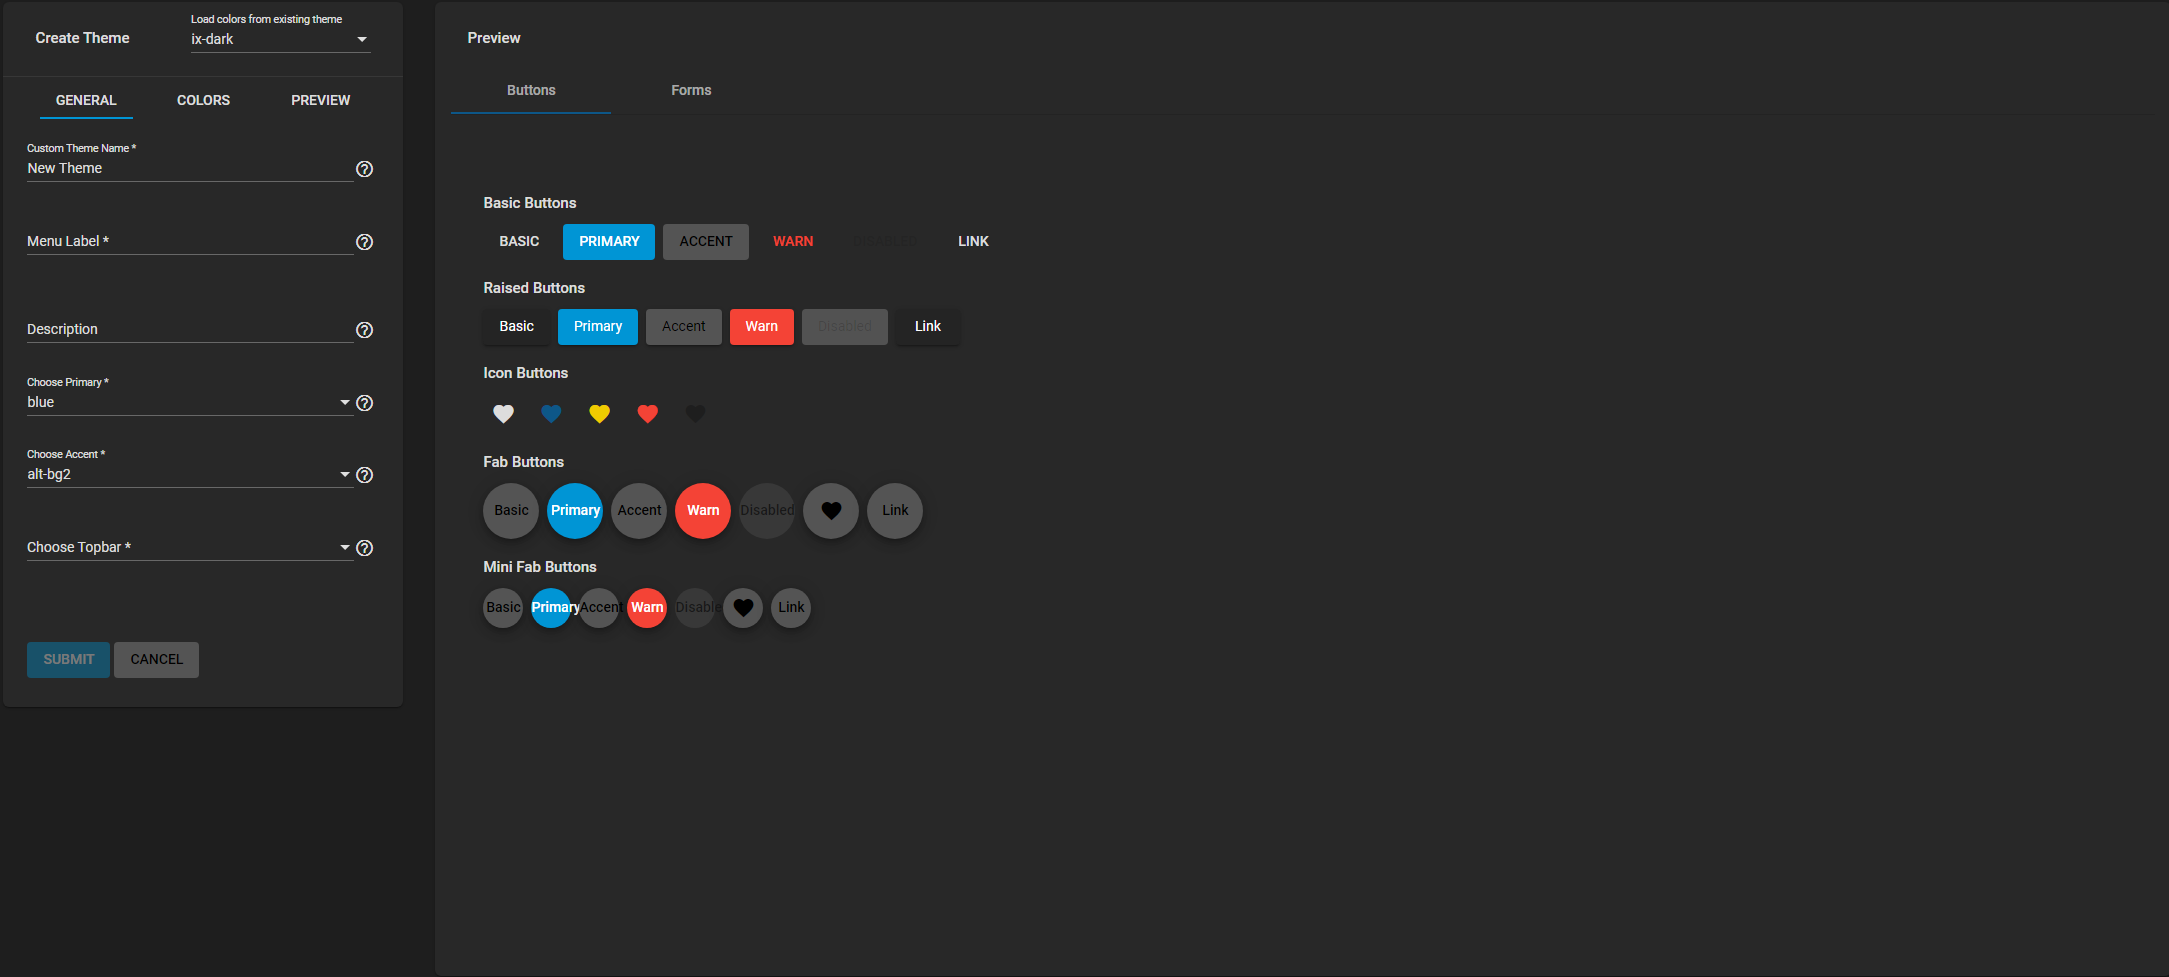 Create Theme
Load colors from existing theme
ix-dark
GENERAL COLORS PREVIEW
Custom Theme Name *
New Theme
Menu Label *
Description
Choose Primary *
blue
Choose Accent *
alt-bg2
Choose Topbar *
SUBMIT CANCEL
Preview
Buttons Forms
Basic Buttons
BASIC PRIMARY ACCENT WARN DISABLED LINK
Raised Buttons
Basic Primary Accent Warn Disabled Link
Icon Buttons
Fab Buttons
Basic Primary Accent Warn Disabled Link
Mini Fab Buttons
Basic Primary Accent Warn Disable Link